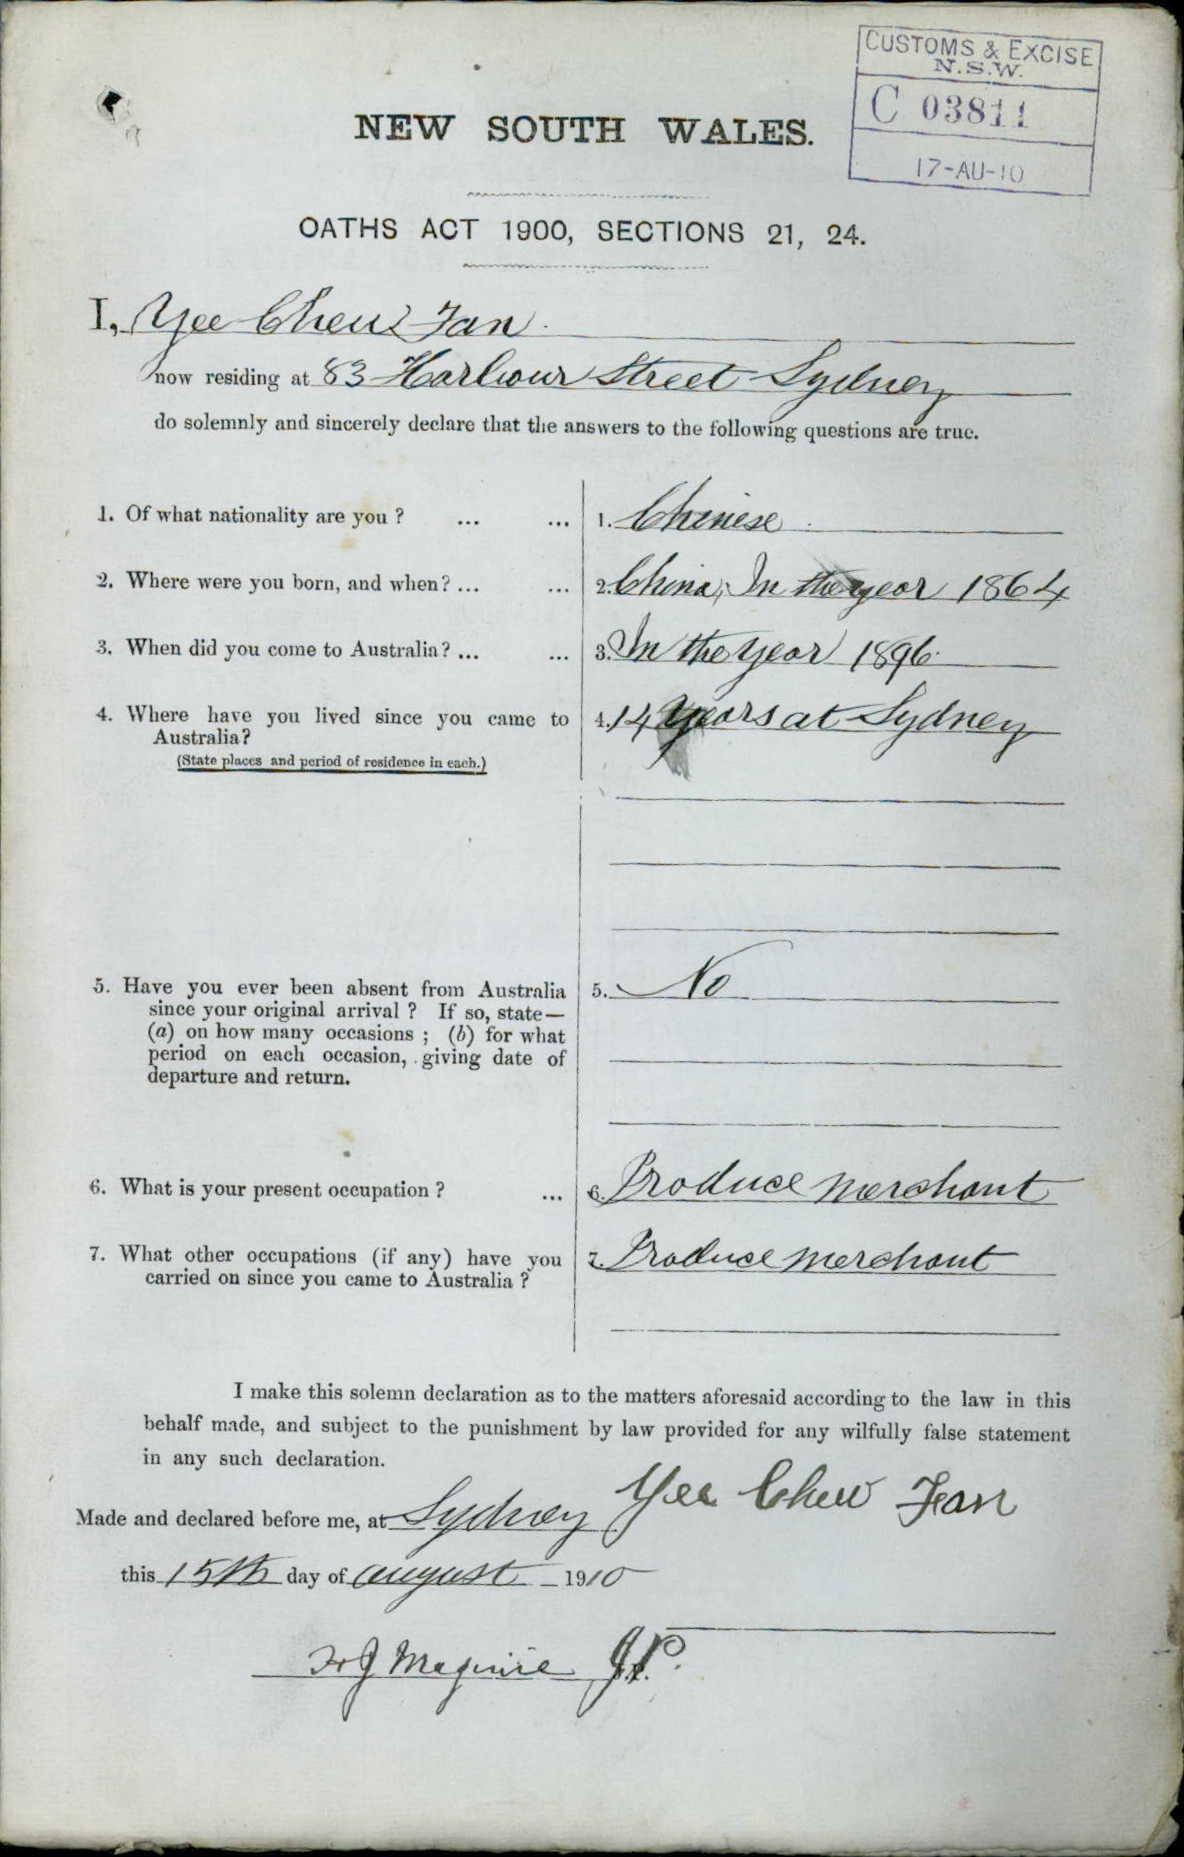 CUSTOMS & EXCISE
N.S.W.
C 03811
17-AU-10
NEW SOUTH WALES.
OATHS ACT 1900, SECTIONS 21, 24.
I, Yee Chew Fan
now residing at 83 Harbour Street Sydney
do solemnly and sincerely declare that the answers to the following questions are true.
1. Of what nationality are you ? ... ... 1. Chinese
2. Where were you born, and when? ... ... 2. China, In the year 1864
3. When did you come to Australia? ... ... 3. In the year 1896
4. Where have you lived since you came to 4. 14 years at Sydney
Australia?
(State places and period of residence in each.)
5. Have you ever been absent from Australia 5. No
since your original arrival ? If so, state—
(a) on how many occasions ; (b) for what
period on each occasion, giving date of
departure and return.
6. What is your present occupation ? ... 6. Produce merchant
7. What other occupations (if any) have you 7. Produce merchant
carried on since you came to Australia ?
I make this solemn declaration as to the matters aforesaid according to the law in this
behalf made, and subject to the punishment by law provided for any wilfully false statement
in any such declaration.
Yee Chew Fan
Made and declared before me, at Sydney
this 15th day of august 1910
Maguire J.P.